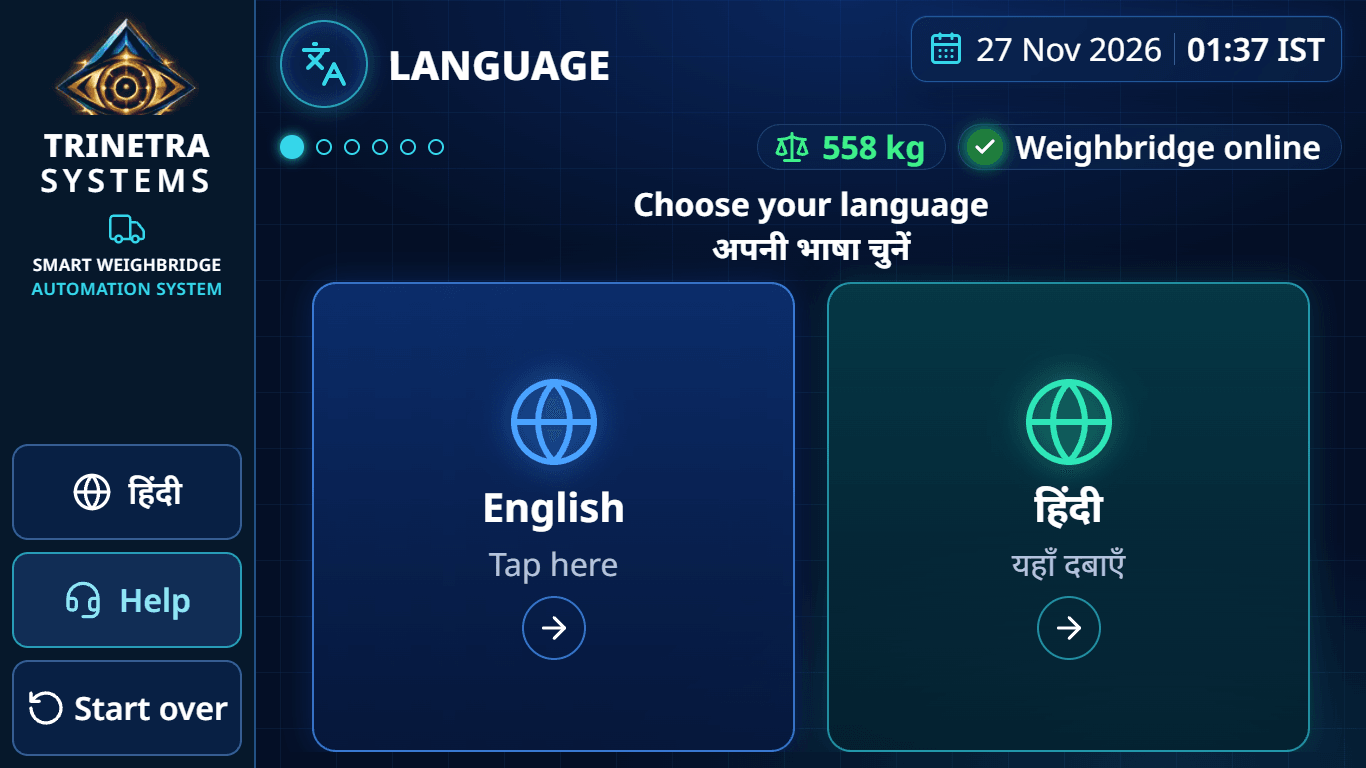 TRINETRA
SYSTEMS
SMART WEIGHBRIDGE
AUTOMATION SYSTEM
हिंदी
Help
Start over
LANGUAGE
27 Nov 2026 01:37 IST
558 kg Weighbridge online
Choose your language
अपनी भाषा चुनें
English
Tap here
हिंदी
यहाँ दबाएँ